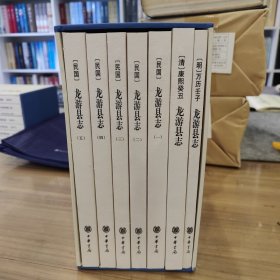 [民国] 龙游县志 (五) 中华书局
[民国] 龙游县志 (四) 中华书局
[民国] 龙游县志 (三) 中华书局
[民国] 龙游县志 (二) 中华书局
[民国] 龙游县志 (一) 中华书局
[清] 康熙癸丑 龙游县志 中华书局
[明] 万历壬子 龙游县志 中华书局